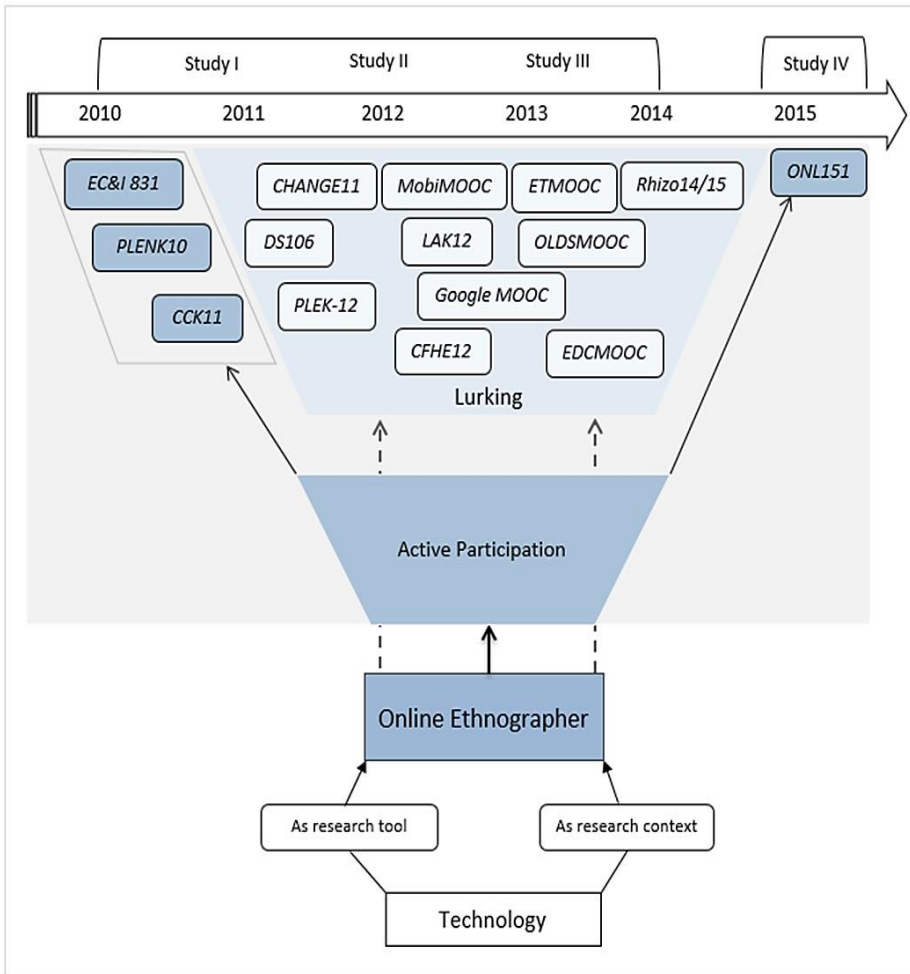 Study I Study II Study III Study IV
2010 2011 2012 2013 2014 2015
EC&I 831 CHANGE11 MobiMOOC ETMOOC Rhizo14/15 ONL151
PLENK10 DS106 LAK12 OLDSMOOC
CCK11 PLEK-12 Google MOOC
CFHE12 EDCMOOC
Lurking
Active Participation
Online Ethnographer
As research tool As research context
Technology